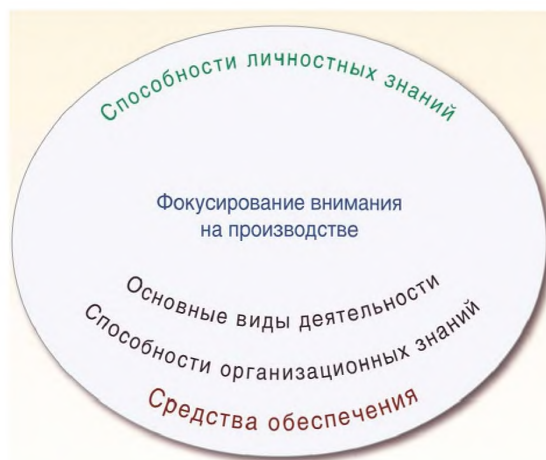 Способности личностных знаний
Фокусирование внимания
на производстве
Основные виды деятельности
Способности организационных знаний
Средства обеспечения